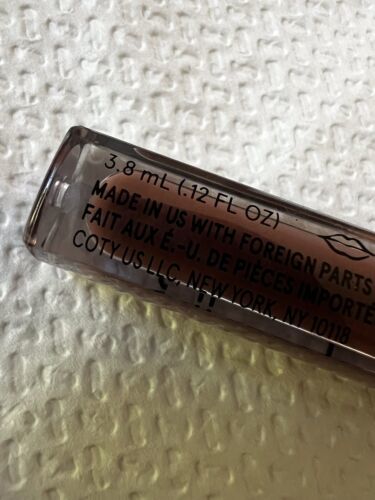 3.8 mL (.12 FL OZ)
MADE IN US WITH FOREIGN PARTS
FAIT AUX É.-U. DE PIÈCES IMPORTÉ
COTY US LLC, NEW YORK, NY 10118